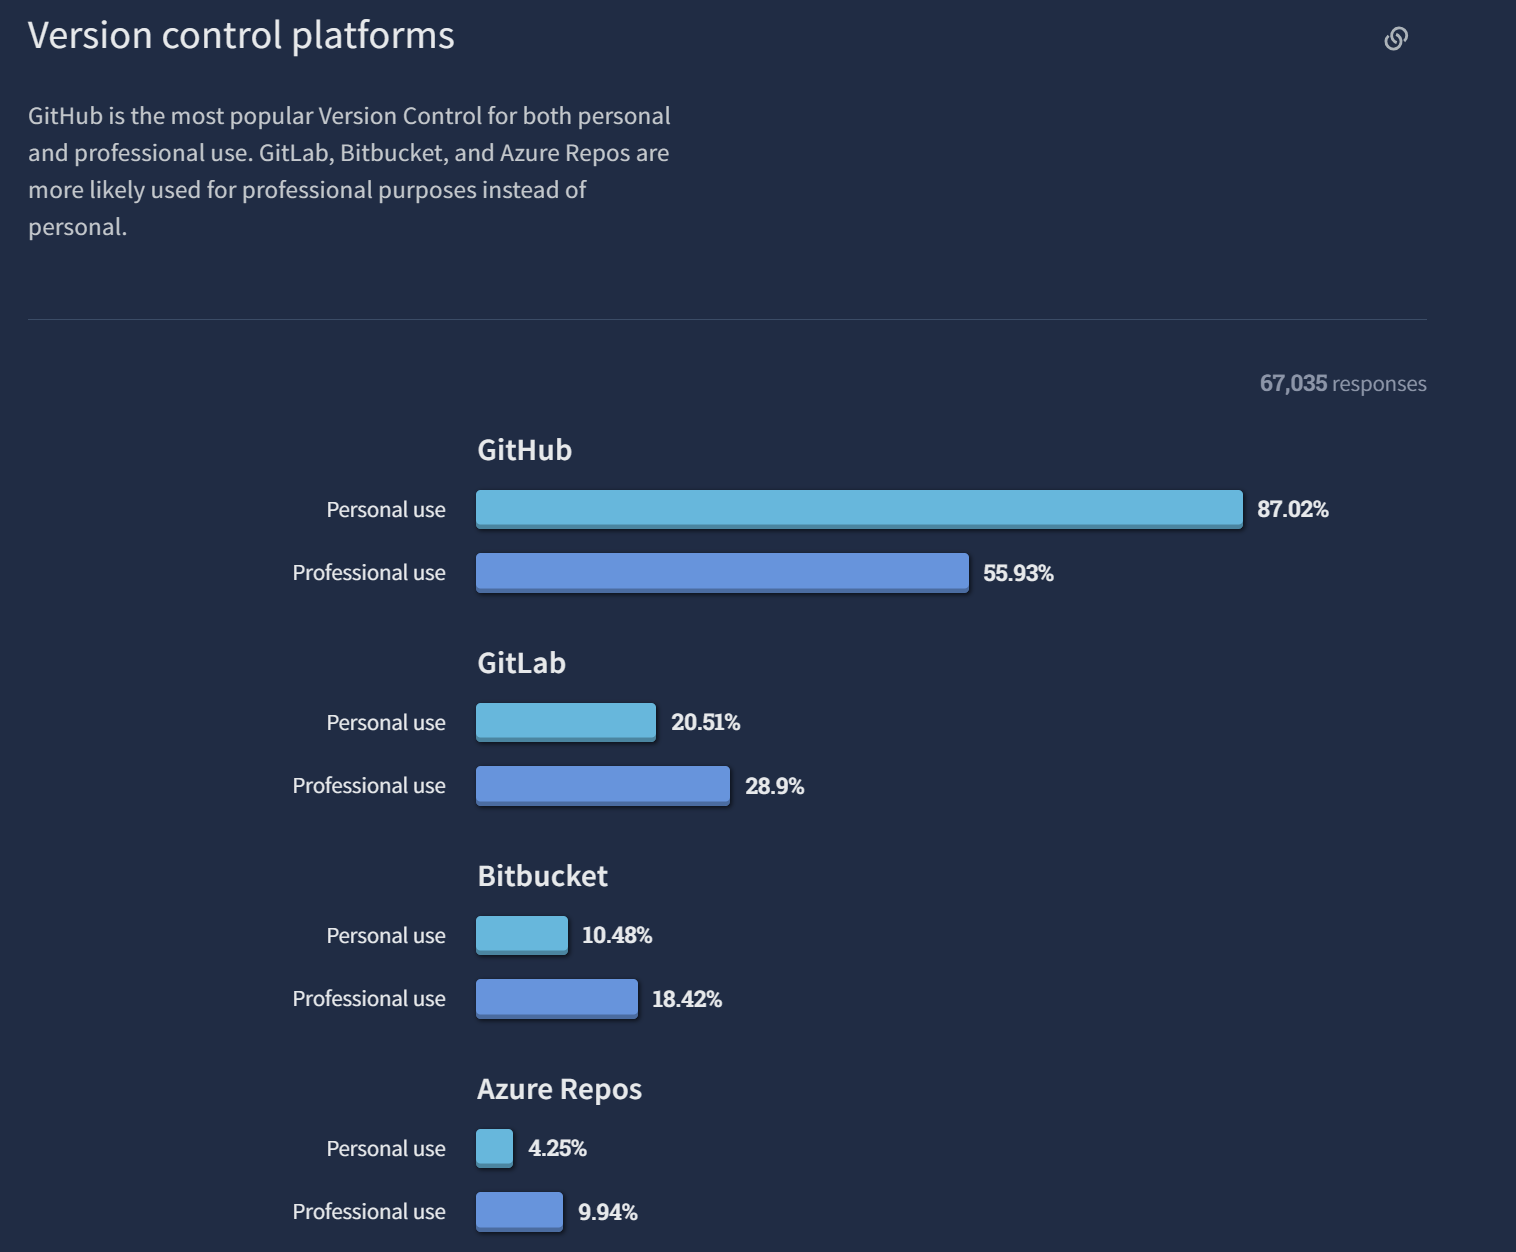 Version control platforms
GitHub is the most popular Version Control for both personal
and professional use. GitLab, Bitbucket, and Azure Repos are
more likely used for professional purposes instead of
personal.
67,035 responses
GitHub
Personal use 87.02%
Professional use 55.93%
GitLab
Personal use 20.51%
Professional use 28.9%
Bitbucket
Personal use 10.48%
Professional use 18.42%
Azure Repos
Personal use 4.25%
Professional use 9.94%